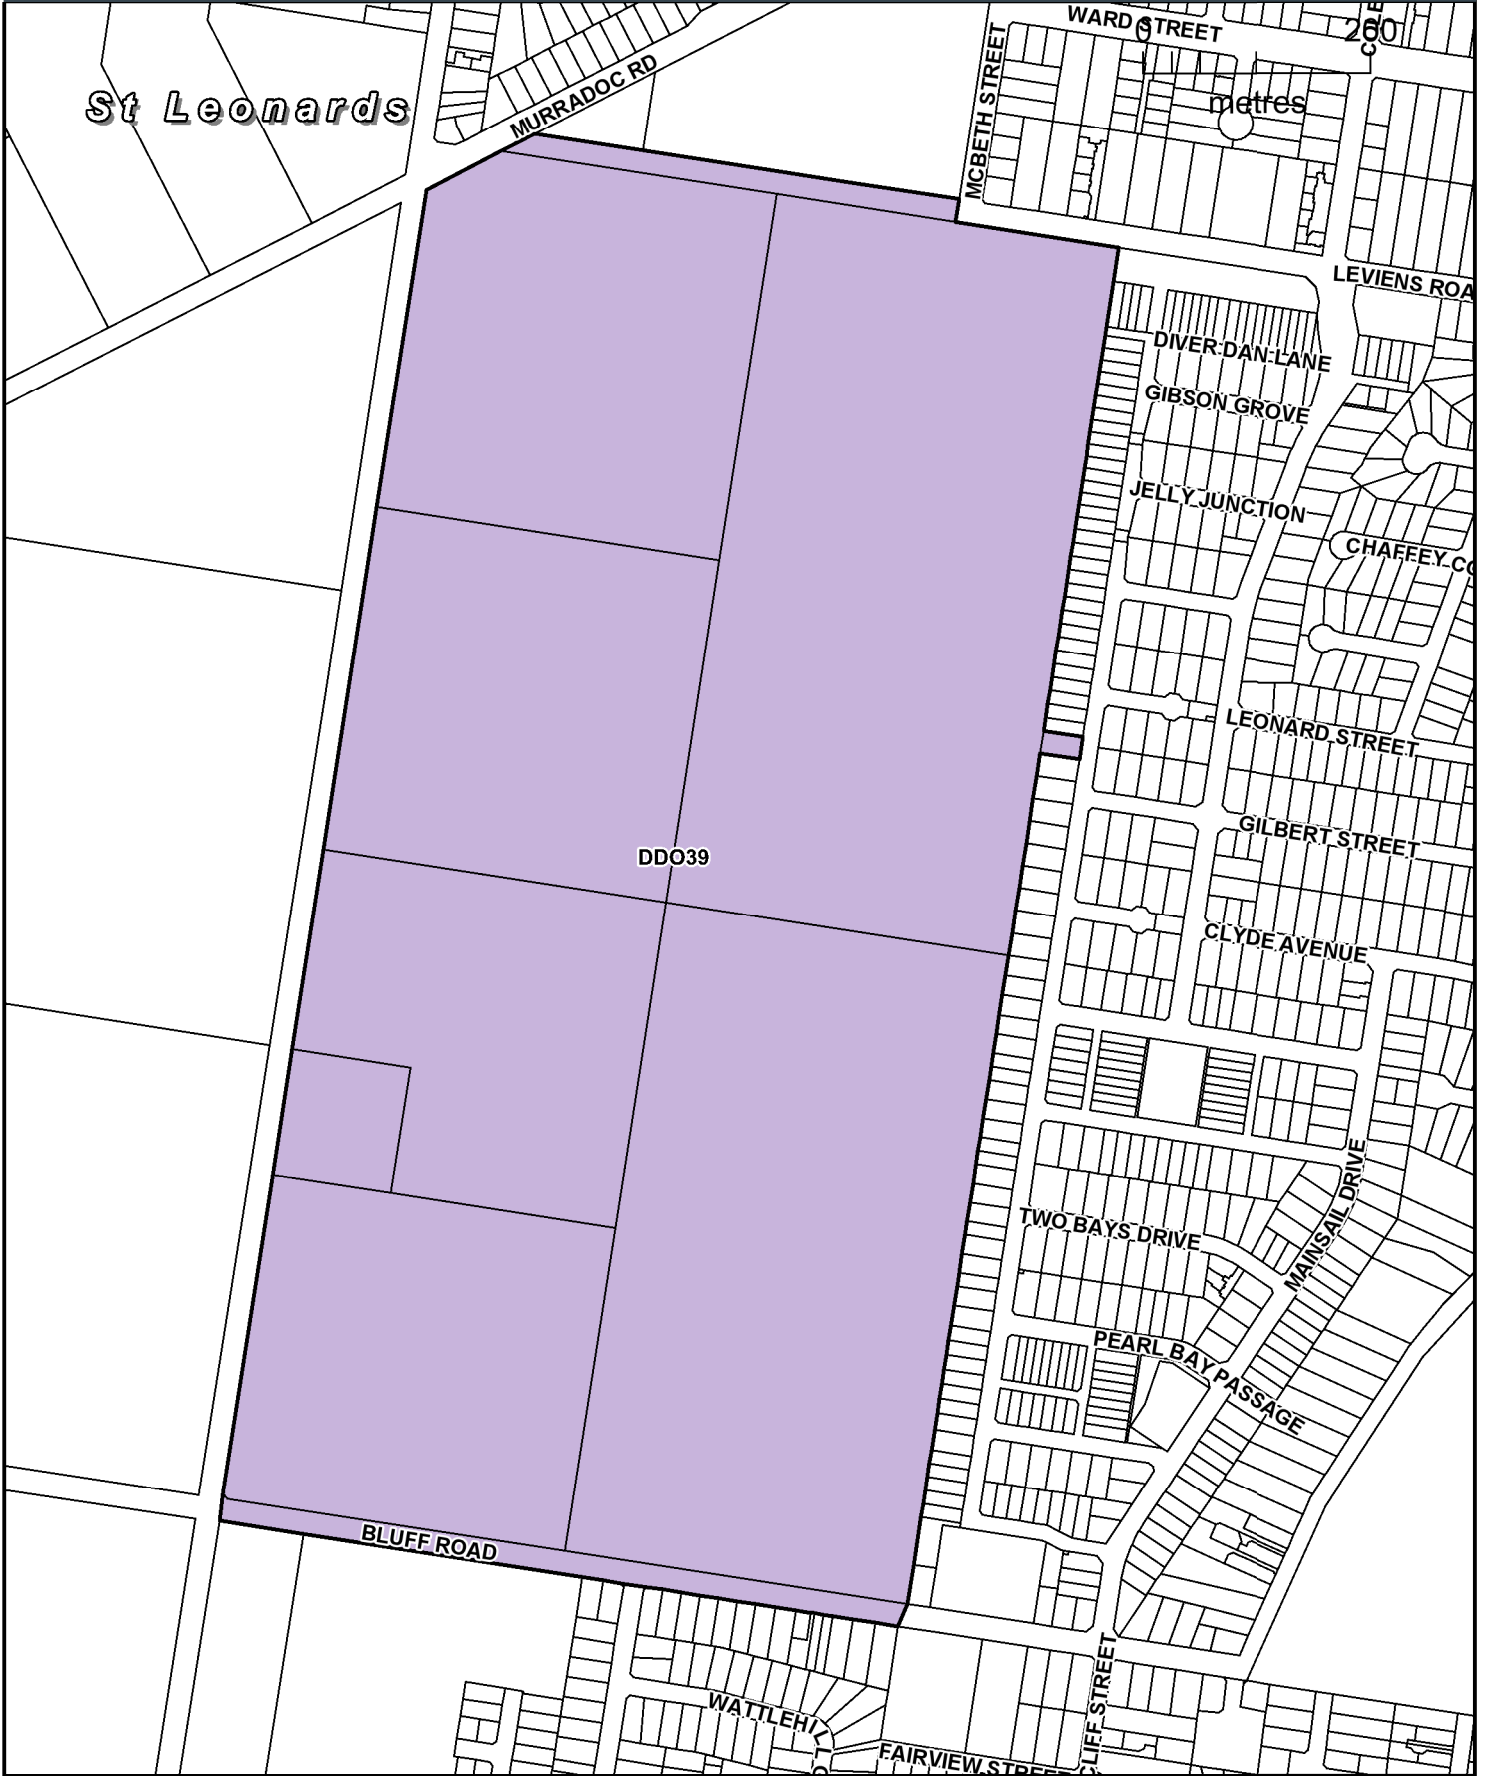 WARD STREET
0
200
metres
St Leonards
MURRADOC RD
MCBETH STREET
LEVIENS ROA
DIVER DAN LANE
GIBSON GROVE
JELLY JUNCTION
CHAFFEY CO
LEONARD STREET
GILBERT STREET
DDO39
CLYDE AVENUE
MAINSAIL DRIVE
TWO BAYS DRIVE
PEARL BAY PASSAGE
BLUFF ROAD
CLIFF STREET
WATTLEHILL C
FAIRVIEW STREET